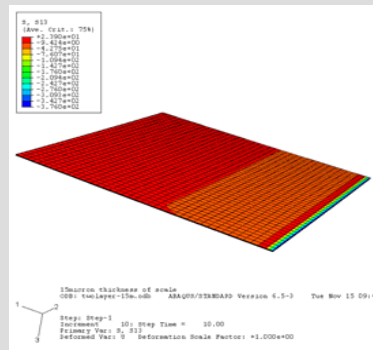 S, S13
(Ave. Crit.: 75%)
+2.390e+01
-9.424e+00
-4.275e+01
-7.607e+01
-1.094e+02
-1.427e+02
-1.760e+02
-2.094e+02
-2.427e+02
-2.760e+02
-3.093e+02
-3.427e+02
-3.760e+02
15micron thickness of scale
ODB: twolayer-15m.odb ABAQUS/STANDARD Version 6.5-3 Tue Nov 15 09:
1
2
3
Step: Step-1
Increment 10: Step Time = 10.00
Primary Var: S, S13
Deformed Var: U Deformation Scale Factor: +1.000e+00